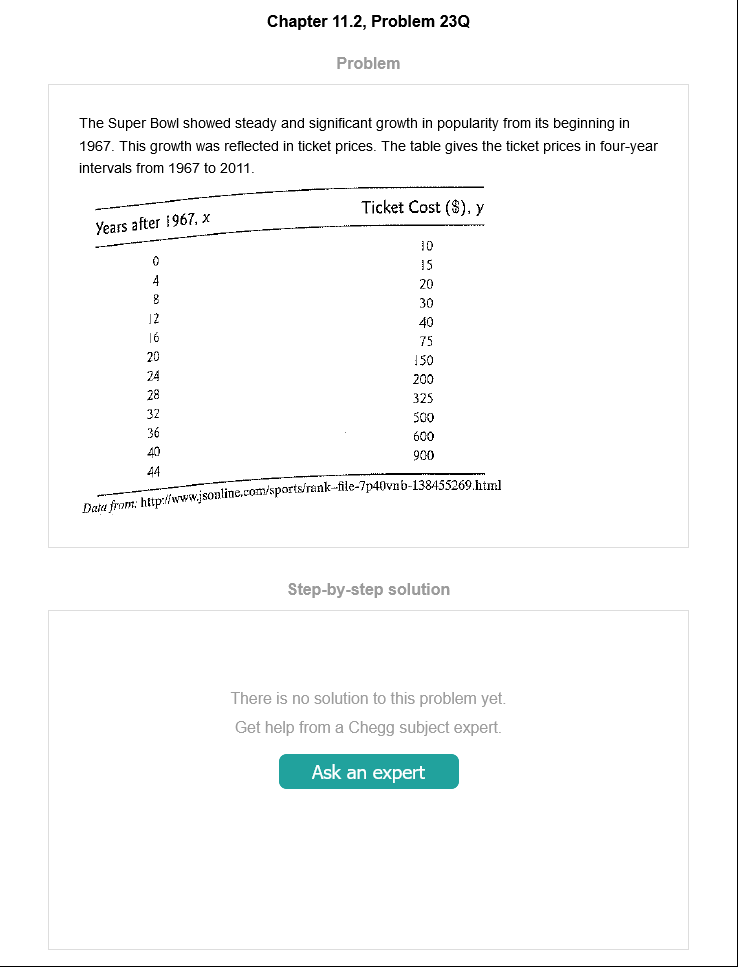 Chapter 11.2, Problem 23Q
Problem
The Super Bowl showed steady and significant growth in popularity from its beginning in
1967. This growth was reflected in ticket prices. The table gives the ticket prices in four-year
intervals from 1967 to 2011.
Years after 1967, x Ticket Cost ($), y
0 10
4 15
8 20
12 30
16 40
20 75
24 150
28 200
32 325
36 500
40 600
44 900
Data from: http://www.jsonline.com/sports/rank-file-7p40vnb-138455269.html
Step-by-step solution
There is no solution to this problem yet.
Get help from a Chegg subject expert.
Ask an expert